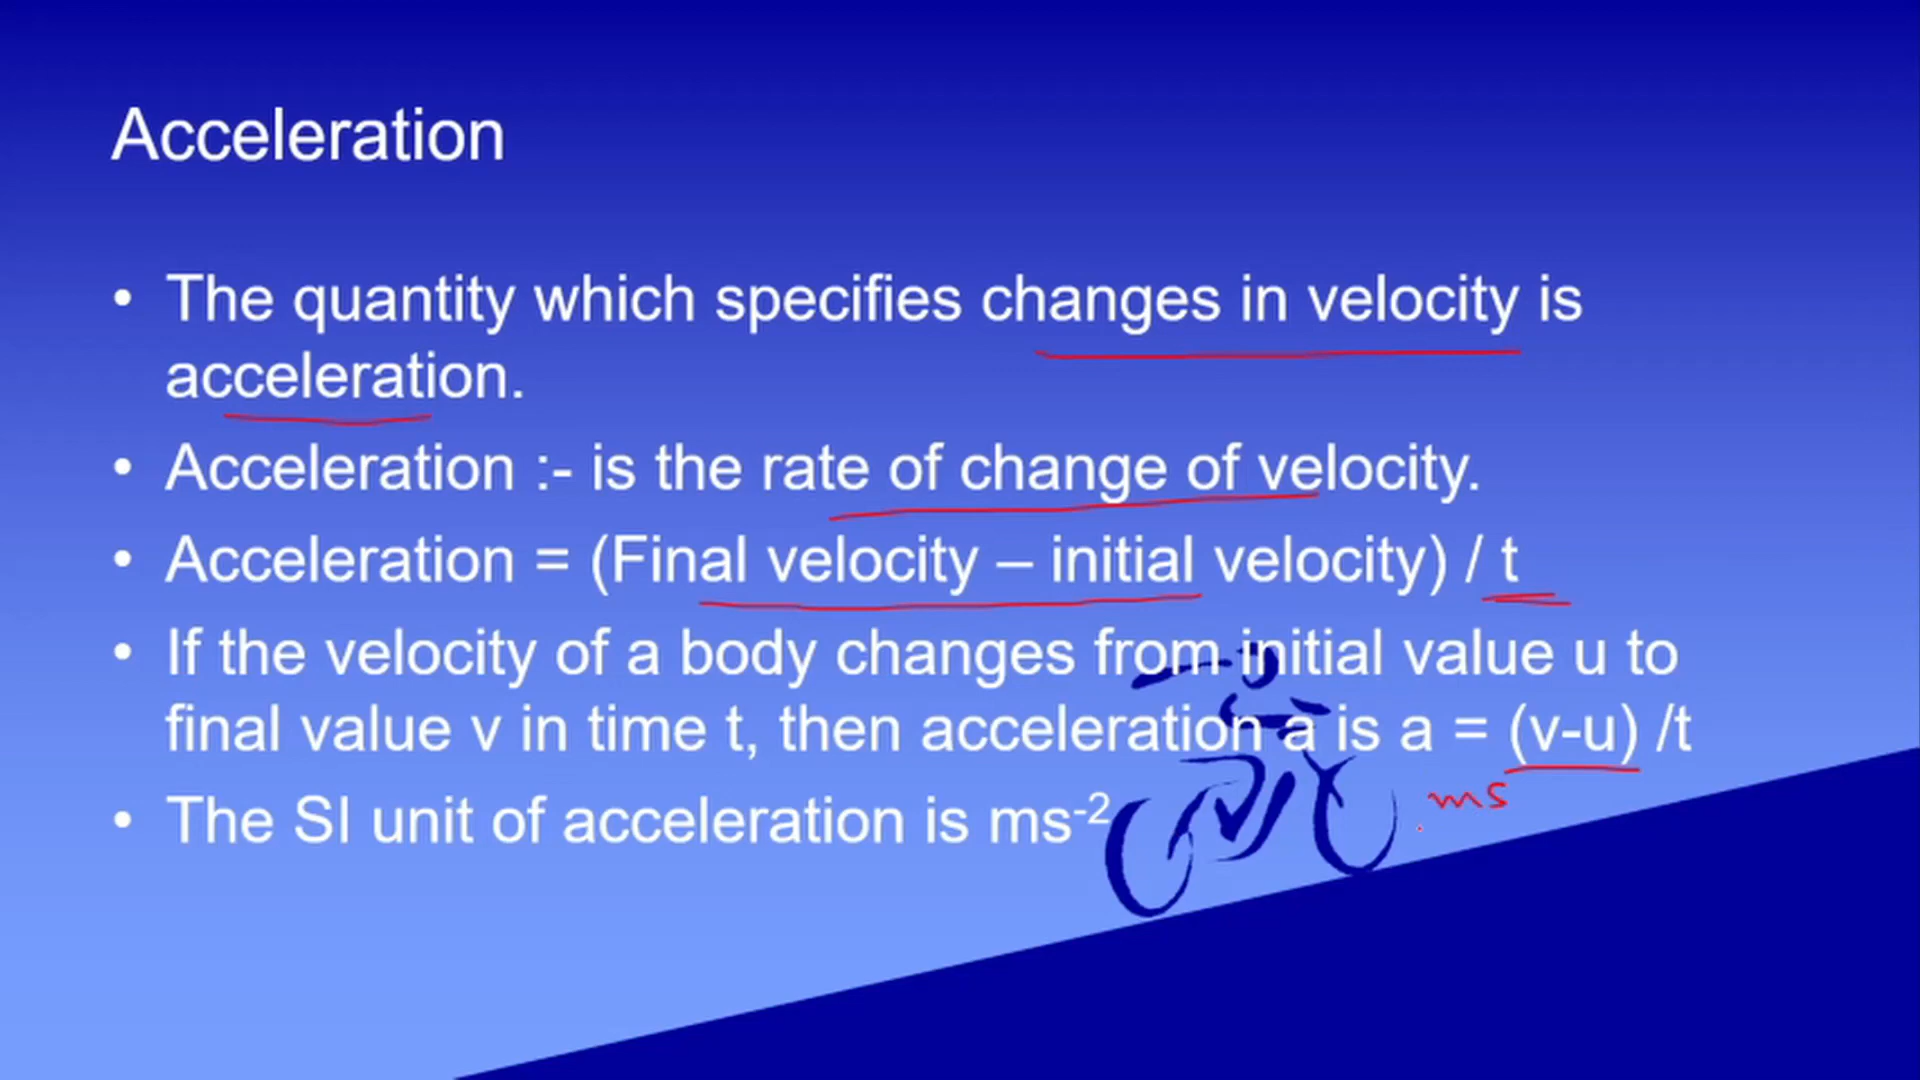 Acceleration
• The quantity which specifies changes in velocity is
acceleration.
• Acceleration :- is the rate of change of velocity.
• Acceleration = (Final velocity – initial velocity) / t
• If the velocity of a body changes from initial value u to
final value v in time t, then acceleration a is a = (v-u) /t
ms
• The SI unit of acceleration is ms⁻²